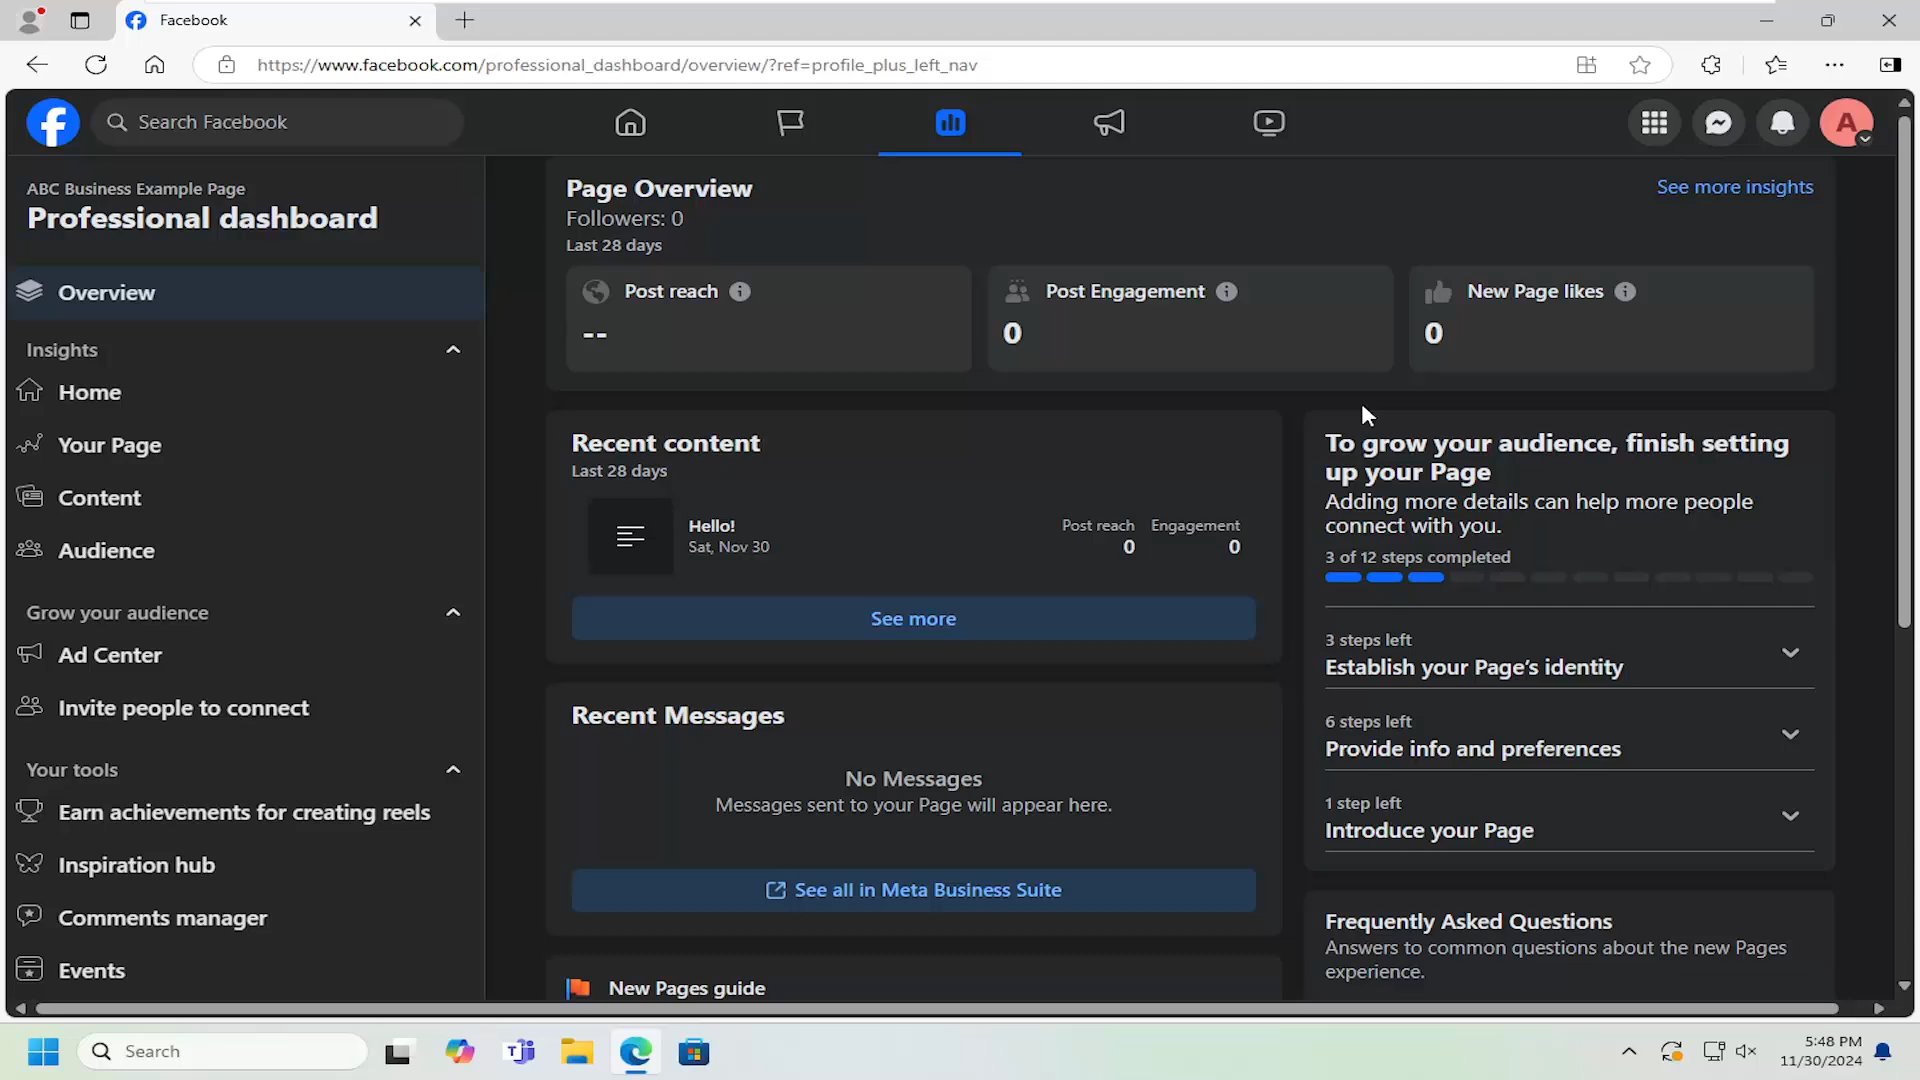 Facebook
https://www.facebook.com/professional_dashboard/overview/?ref=profile_plus_left_nav
Search Facebook
A
ABC Business Example Page
Professional dashboard
Overview
Insights
Home
Your Page
Content
Audience
Grow your audience
Ad Center
Invite people to connect
Your tools
Earn achievements for creating reels
Inspiration hub
Comments manager
Events
Page Overview
See more insights
Followers: 0
Last 28 days
Post reach
--
Post Engagement
0
New Page likes
0
Recent content
Last 28 days
Hello!
Sat, Nov 30
Post reach
0
Engagement
0
See more
Recent Messages
No Messages
Messages sent to your Page will appear here.
See all in Meta Business Suite
New Pages guide
To grow your audience, finish setting
up your Page
Adding more details can help more people
connect with you.
3 of 12 steps completed
3 steps left
Establish your Page’s identity
6 steps left
Provide info and preferences
1 step left
Introduce your Page
Frequently Asked Questions
Answers to common questions about the new Pages
experience.
Search
5:48 PM
11/30/2024